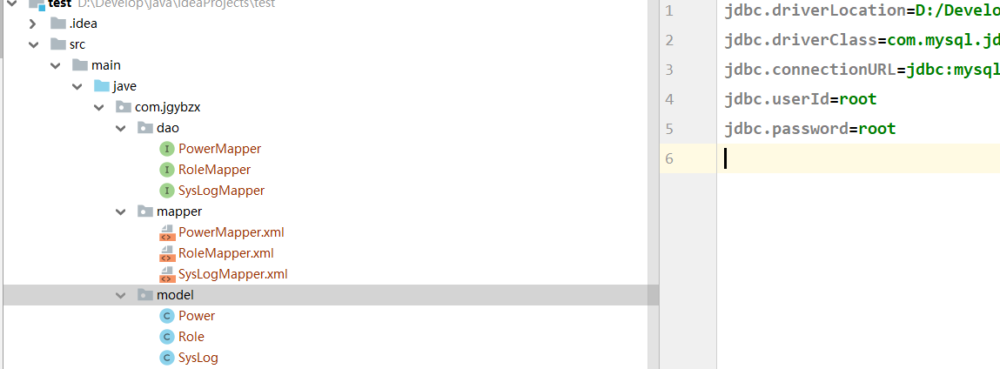 test D:\Develop\Java\IdeaProjects\test
.idea
src
main
jave
com.jgybzx
dao
PowerMapper
RoleMapper
SysLogMapper
mapper
PowerMapper.xml
RoleMapper.xml
SysLogMapper.xml
model
Power
Role
SysLog
1 jdbc.driverLocation=D:/Develo
2 jdbc.driverClass=com.mysql.jd
3 jdbc.connectionURL=jdbc:mysql
4 jdbc.userId=root
5 jdbc.password=root
6